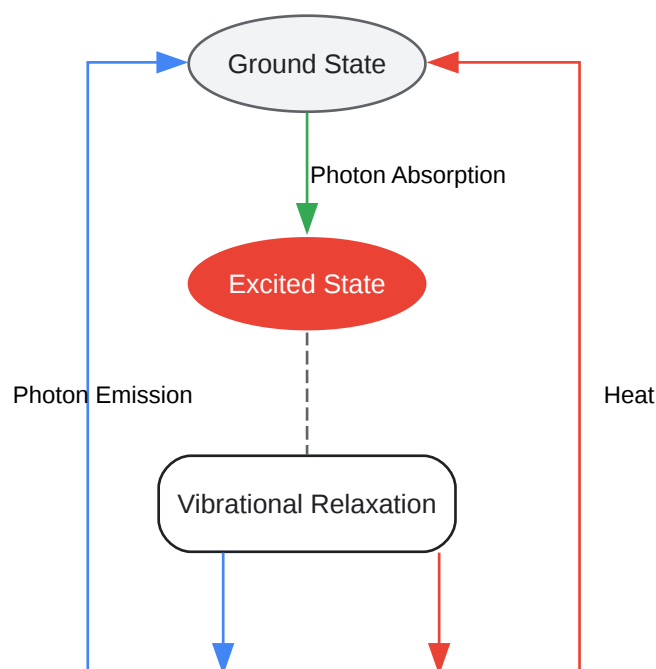 Ground State
Photon Absorption
Excited State
Photon Emission
Heat
Vibrational Relaxation